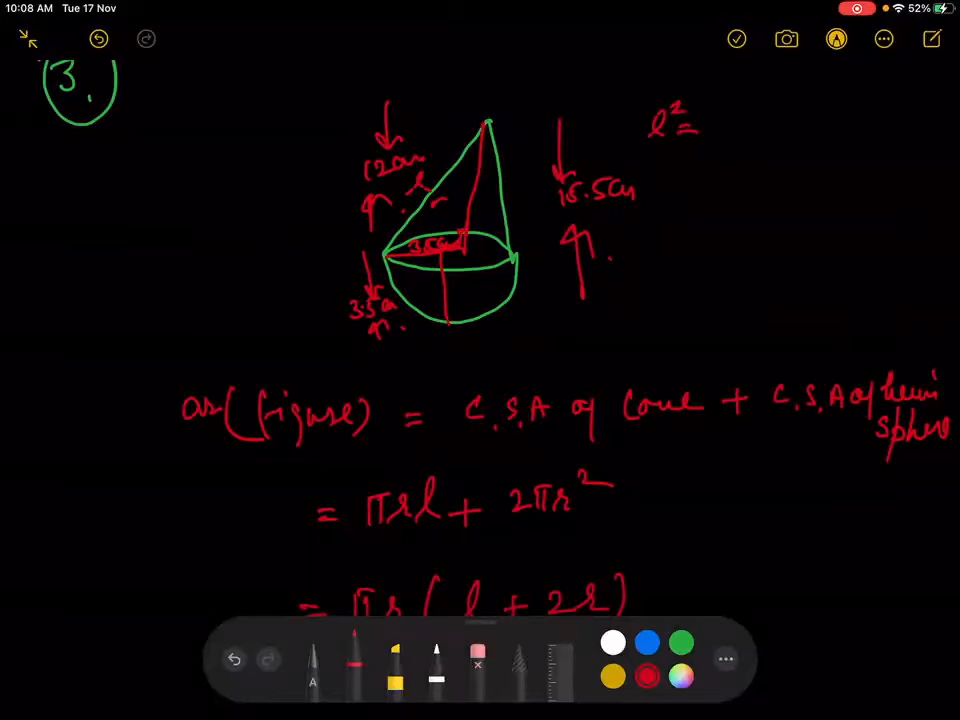 10:08 AM Tue 17 Nov
52%
3.
l² =
12cm
l
15.5cm
3.5cm
3.5cm
ar(figure) = C.S.A of Cone + C.S.A of hemi
sphere
= πrl + 2πr²
= πr(l + 2r)
A